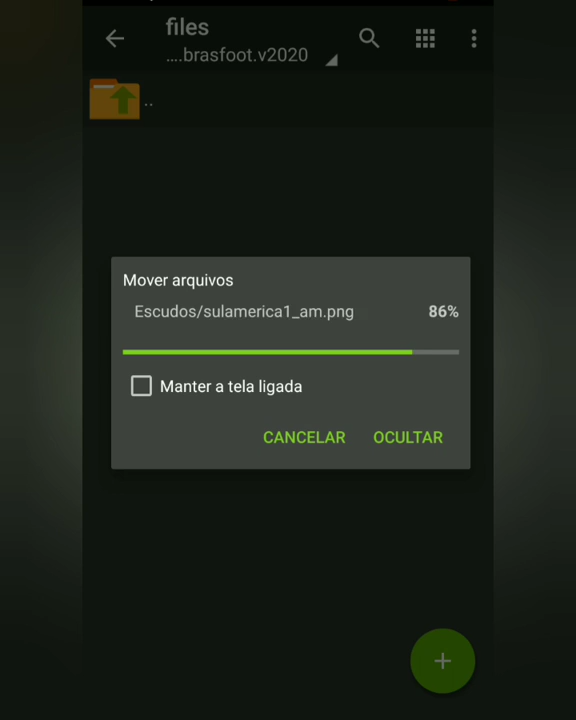 files
....brasfoot.v2020
..
Mover arquivos
Escudos/sulamerica1_am.png 86%
Manter a tela ligada
CANCELAR OCULTAR